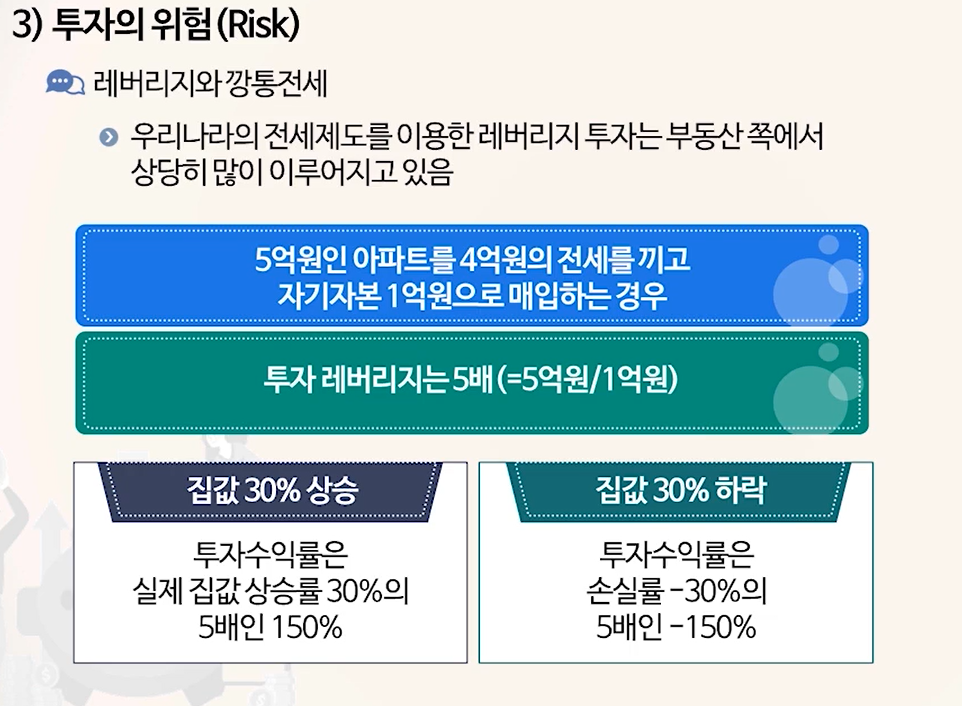 3) 투자의 위험(Risk)
레버리지와 깡통전세
우리나라의 전세제도를 이용한 레버리지 투자는 부동산 쪽에서
상당히 많이 이루어지고 있음
5억원인 아파트를 4억원의 전세를 끼고
자기자본 1억원으로 매입하는 경우
투자 레버리지는 5배(=5억원/1억원)
집값 30% 상승
투자수익률은
실제 집값 상승률 30%의
5배인 150%
집값 30% 하락
투자수익률은
손실률 -30%의
5배인 -150%